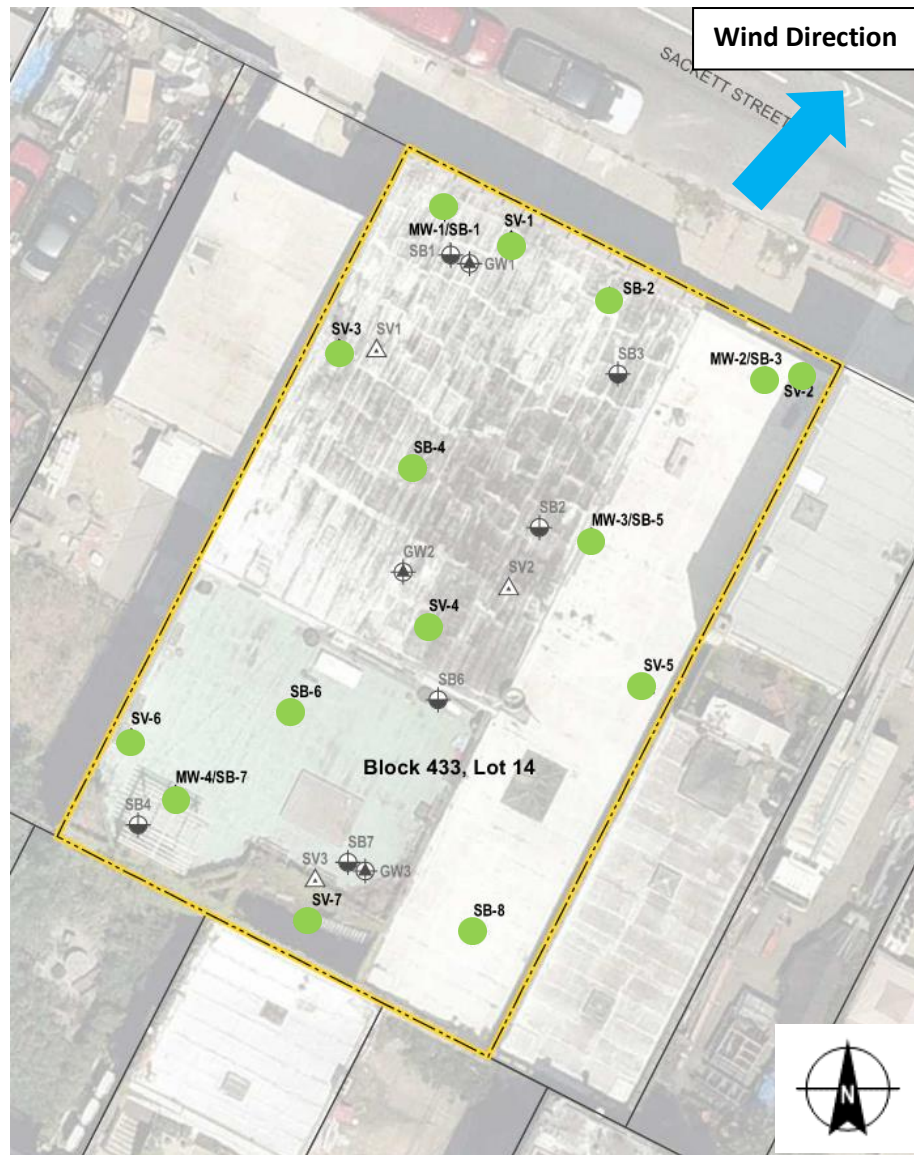 Wind Direction
SACKETT STREET
MW-1/SB-1
SV-1
SB1
GW1
SB-2
SV-3
SV1
SB3
MW-2/SB-3
SV-2
SB-4
SB2
MW-3/SB-5
GW2
SV2
SV-4
SV-5
SB6
SB-6
SV-6
Block 433, Lot 14
MW-4/SB-7
SB4
SB7
SV3
GW3
SV-7
SB-8
N